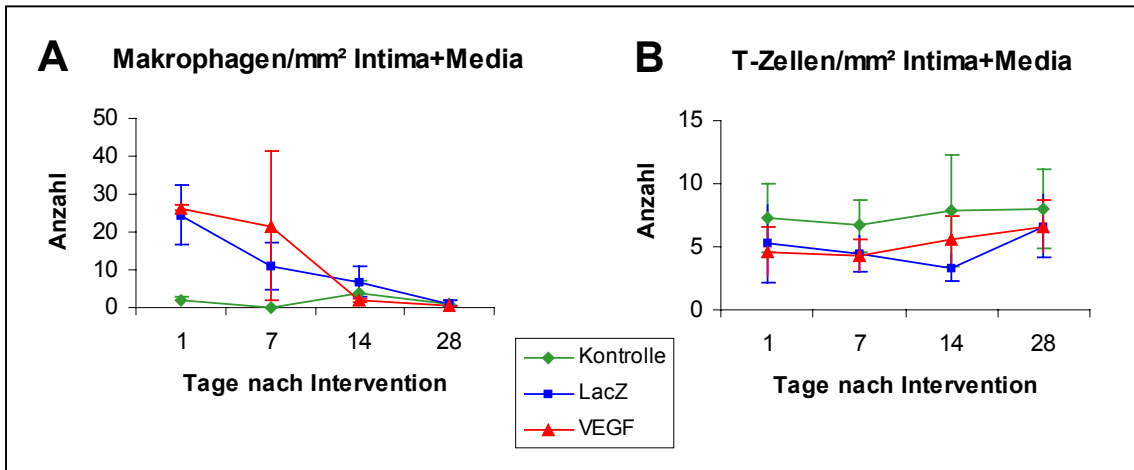 A Makrophagen/mm² Intima+Media
Anzahl
50
40
30
20
10
0
1 7 14 28
Tage nach Intervention
B T-Zellen/mm² Intima+Media
Anzahl
15
10
5
0
1 7 14 28
Tage nach Intervention
Kontrolle
LacZ
VEGF